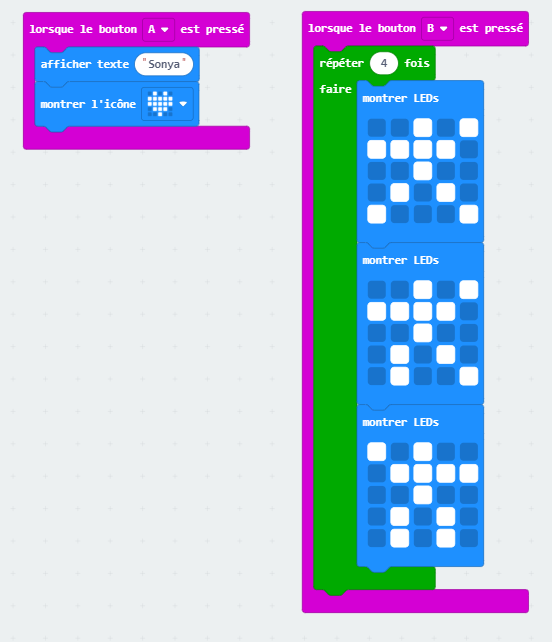 lorsque le bouton A est pressé
afficher texte "Sonya"
montrer l'icône
lorsque le bouton B est pressé
répéter 4 fois
faire
montrer LEDs
montrer LEDs
montrer LEDs